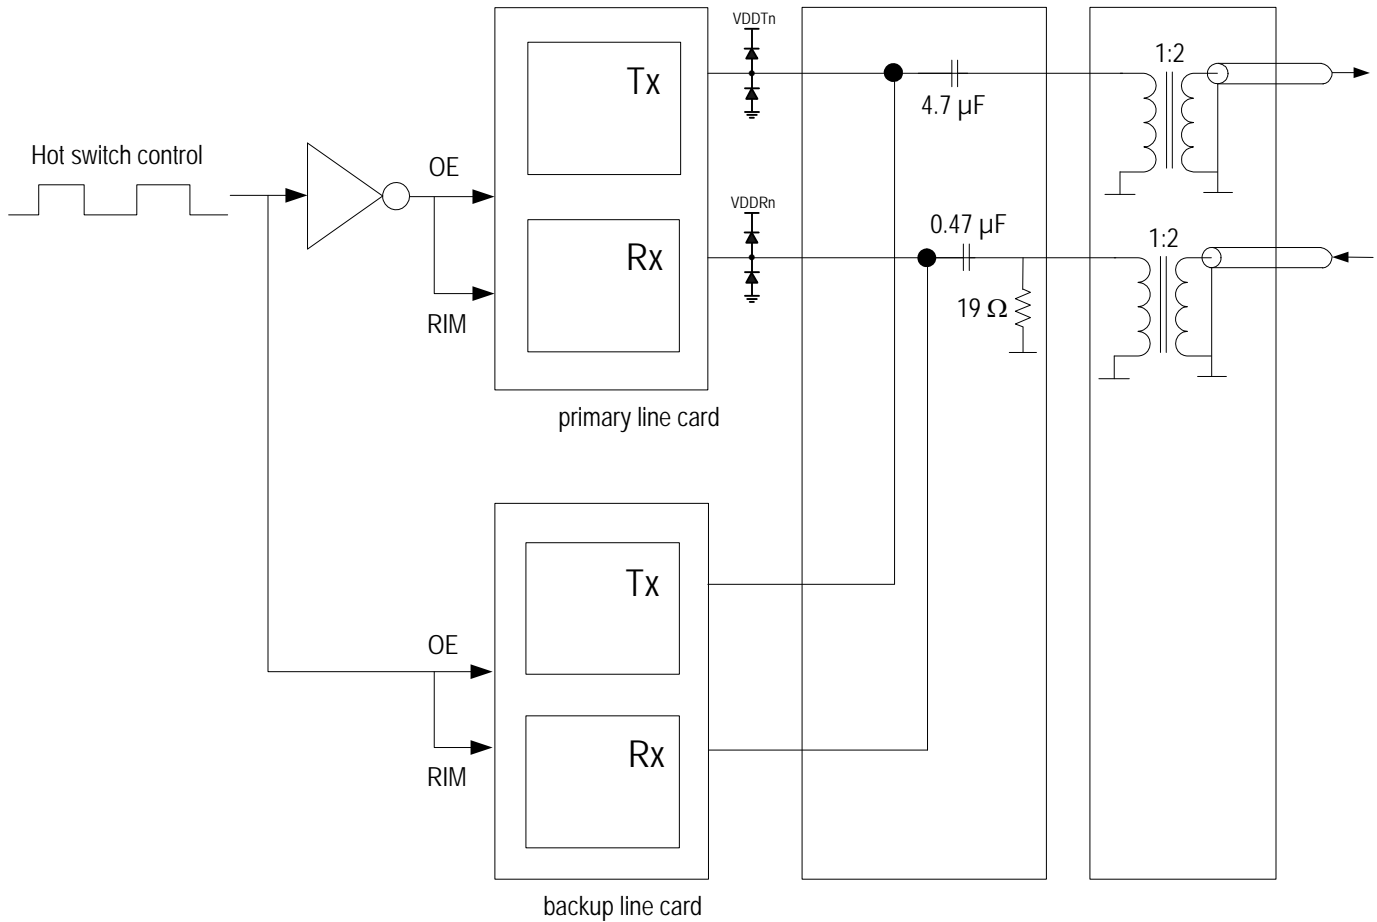 VDDTn
Tx
1:2
4.7 µF
Hot switch control
OE
VDDRn
0.47 µF
1:2
Rx
19 Ω
RIM
primary line card
Tx
OE
Rx
RIM
backup line card